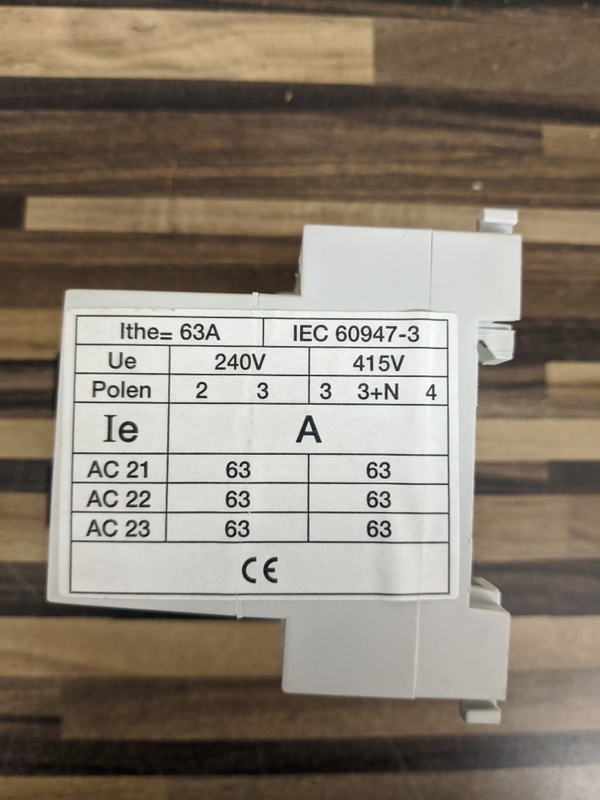 Ithe= 63A IEC 60947-3
Ue 240V 415V
Polen 2 3 3 3+N 4
Ie A
AC 21 63 63
AC 22 63 63
AC 23 63 63
CE